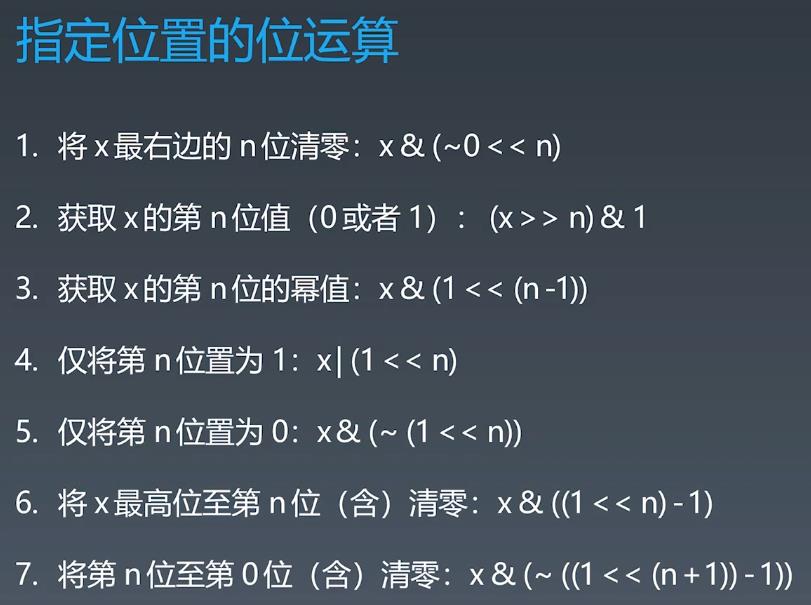 指定位置的位运算
1. 将 x 最右边的 n 位清零：x & (~0 << n)
2. 获取 x 的第 n 位值（0 或者 1）： (x >> n) & 1
3. 获取 x 的第 n 位的幂值：x & (1 << (n -1))
4. 仅将第 n 位置为 1：x | (1 << n)
5. 仅将第 n 位置为 0：x & (~ (1 << n))
6. 将 x 最高位至第 n 位（含）清零：x & ((1 << n) - 1)
7. 将第 n 位至第 0 位（含）清零：x & (~ ((1 << (n + 1)) - 1))